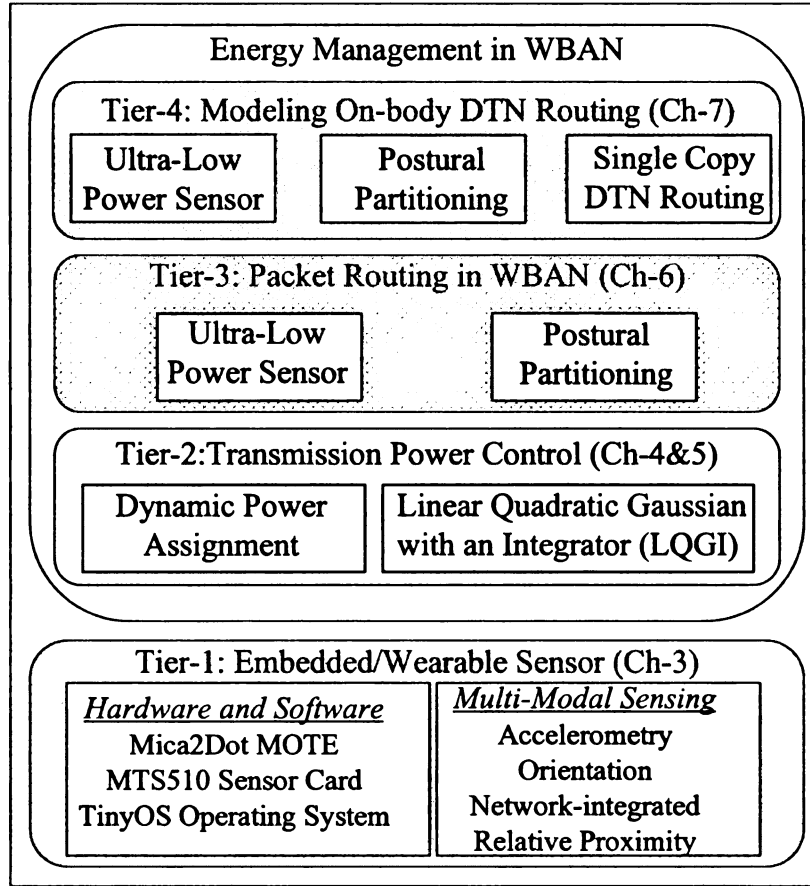 Energy Management in WBAN
Tier-4: Modeling On-body DTN Routing (Ch-7)
Ultra-Low
Power Sensor
Postural
Partitioning
Single Copy
DTN Routing
Tier-3: Packet Routing in WBAN (Ch-6)
Ultra-Low
Power Sensor
Postural
Partitioning
Tier-2:Transmission Power Control (Ch-4&5)
Dynamic Power
Assignment
Linear Quadratic Gaussian
with an Integrator (LQGI)
Tier-1: Embedded/Wearable Sensor (Ch-3)
Hardware and Software
Mica2Dot MOTE
MTS510 Sensor Card
TinyOS Operating System
Multi-Modal Sensing
Accelerometry
Orientation
Network-integrated
Relative Proximity